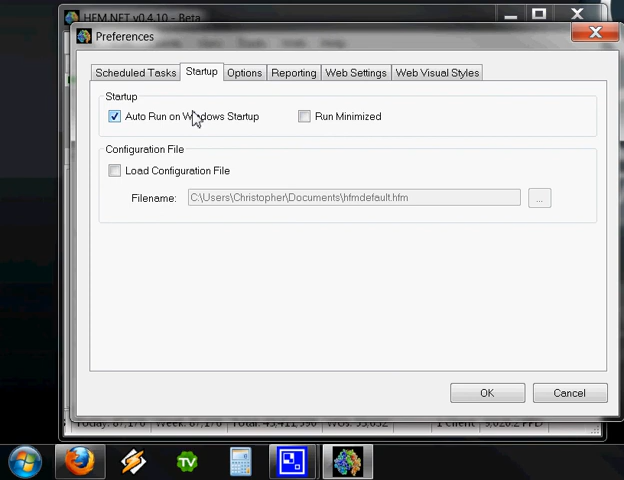 HFM.NET v0.4.10 - Beta
Preferences
Scheduled Tasks Startup Options Reporting Web Settings Web Visual Styles
Startup
Auto Run on Windows Startup Run Minimized
Configuration File
Load Configuration File
Filename: C:\Users\Christopher\Documents\hfmdefault.hfm ...
OK Cancel
1 Client